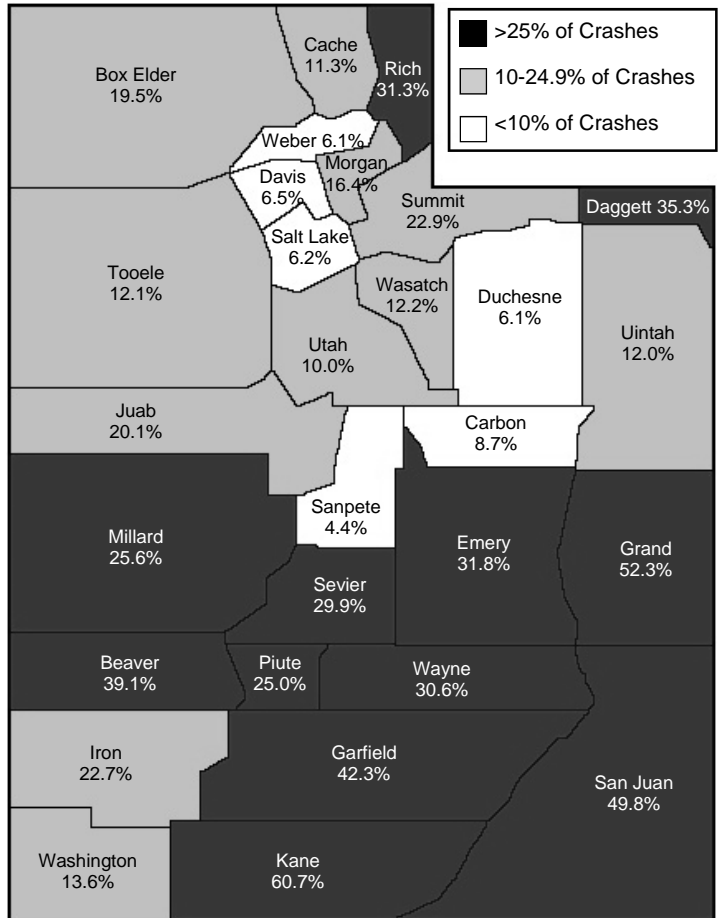 >25% of Crashes
10-24.9% of Crashes
<10% of Crashes
Box Elder
19.5%
Cache
11.3%
Rich
31.3%
Weber 6.1%
Morgan
16.4%
Davis
6.5%
Summit
22.9%
Daggett 35.3%
Salt Lake
6.2%
Tooele
12.1%
Wasatch
12.2%
Duchesne
6.1%
Uintah
12.0%
Utah
10.0%
Juab
20.1%
Carbon
8.7%
Sanpete
4.4%
Millard
25.6%
Emery
31.8%
Grand
52.3%
Sevier
29.9%
Beaver
39.1%
Piute
25.0%
Wayne
30.6%
Iron
22.7%
Garfield
42.3%
San Juan
49.8%
Washington
13.6%
Kane
60.7%